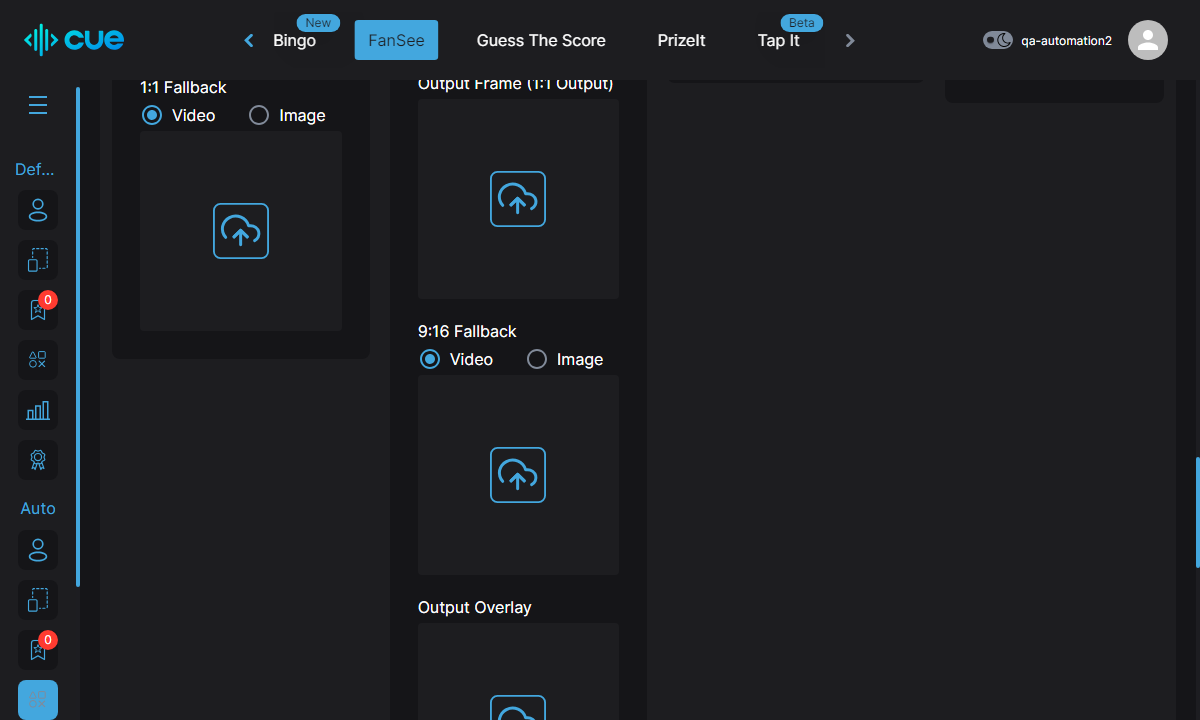 cue
New
Bingo
FanSee
Guess The Score
PrizeIt
Beta
Tap It
qa-automation2
Def...
0
Auto
0
1:1 Fallback
Video
Image
Output Frame (1:1 Output)
9:16 Fallback
Video
Image
Output Overlay